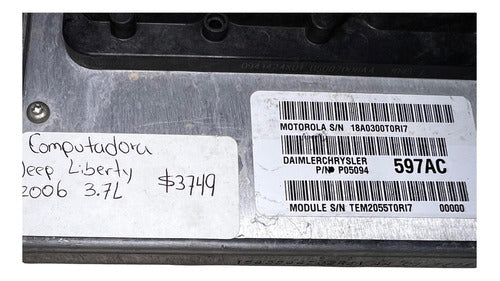 Computadora
Jeep Liberty
2006 3.7L
$3749
MOTOROLA S/N 18A0300T0RI7
DAIMLERCHRYSLER
P/N P05094 597AC
MODULE S/N TEM2055T0RI7 00000